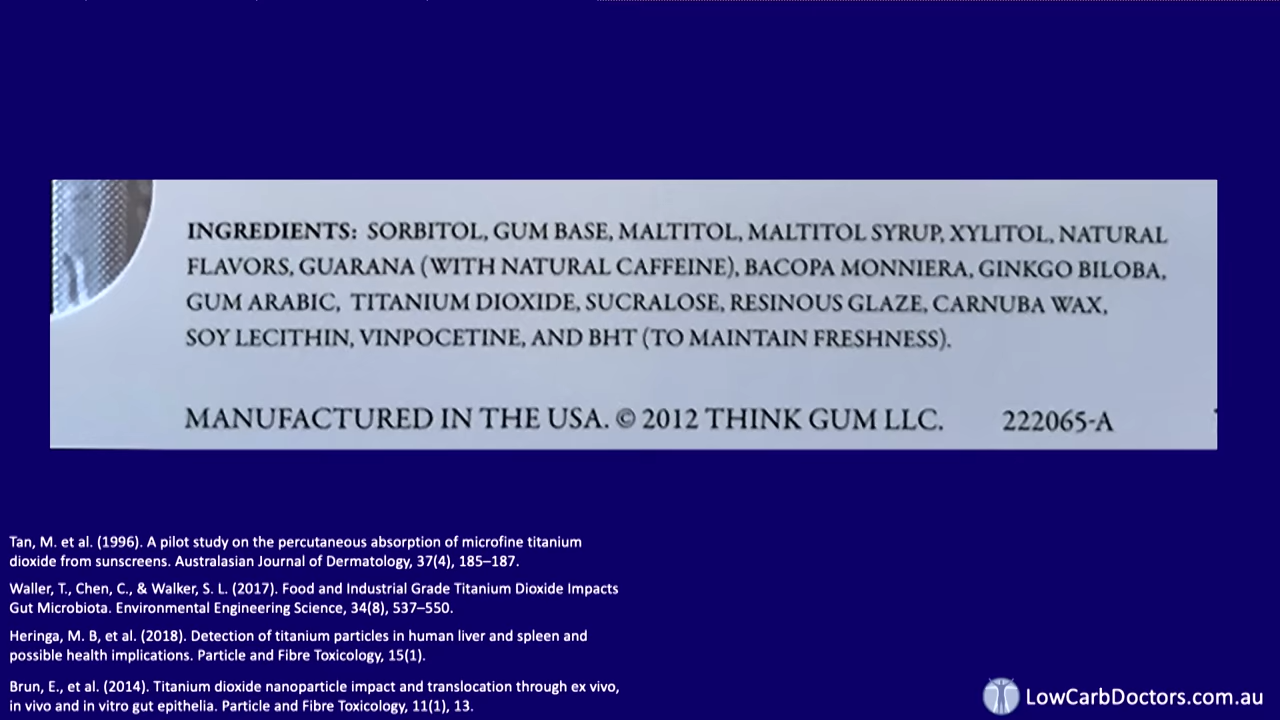 INGREDIENTS: SORBITOL, GUM BASE, MALTITOL, MALTITOL SYRUP, XYLITOL, NATURAL
FLAVORS, GUARANA (WITH NATURAL CAFFEINE), BACOPA MONNIERA, GINKGO BILOBA,
GUM ARABIC, TITANIUM DIOXIDE, SUCRALOSE, RESINOUS GLAZE, CARNUBA WAX,
SOY LECITHIN, VINPOCETINE, AND BHT (TO MAINTAIN FRESHNESS).
MANUFACTURED IN THE USA. © 2012 THINK GUM LLC. 222065-A
Tan, M. et al. (1996). A pilot study on the percutaneous absorption of microfine titanium
dioxide from sunscreens. Australasian Journal of Dermatology, 37(4), 185–187.
Waller, T., Chen, C., & Walker, S. L. (2017). Food and Industrial Grade Titanium Dioxide Impacts
Gut Microbiota. Environmental Engineering Science, 34(8), 537–550.
Heringa, M. B, et al. (2018). Detection of titanium particles in human liver and spleen and
possible health implications. Particle and Fibre Toxicology, 15(1).
Brun, E., et al. (2014). Titanium dioxide nanoparticle impact and translocation through ex vivo,
in vivo and in vitro gut epithelia. Particle and Fibre Toxicology, 11(1), 13.
LowCarbDoctors.com.au